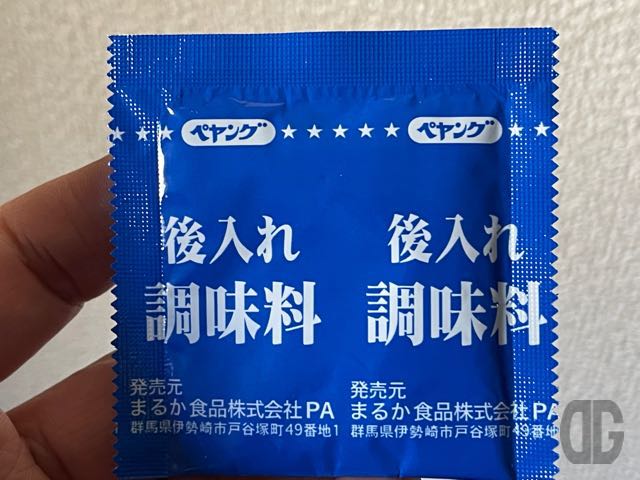 ★★★ ペヤング ★★★★★ ペヤング ★★
後入れ 後入れ
調味料 調味料
発売元 発売元
まるか食品株式会社PA まるか食品株式会社PA
群馬県伊勢崎市戸谷塚町49番地1 群馬県伊勢崎市戸谷塚町49番地
DG